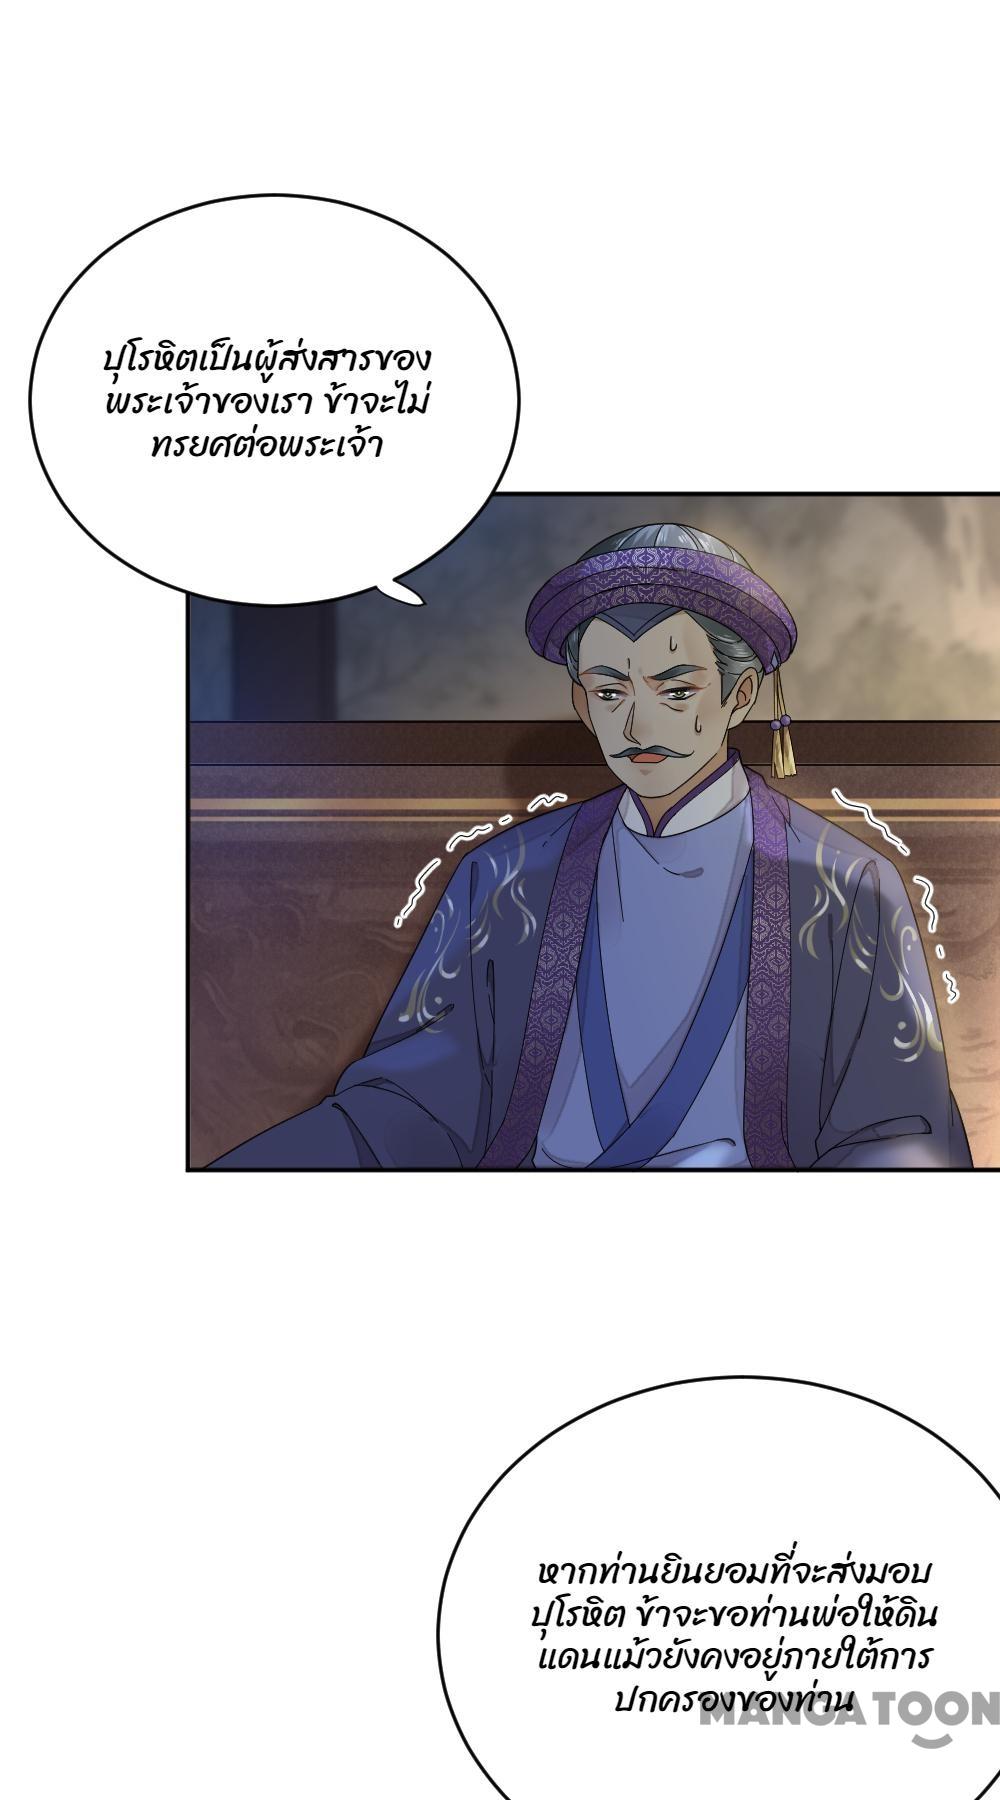 ปุโรหิตเป็นผู้ส่งสารของ
พระเจ้าของเรา ข้าจะไม่
ทรยศต่อพระเจ้า
หากท่านยินยอมที่จะส่งมอบ
ปุโรหิต ข้าจะขอท่านพ่อให้ดิน
แดนแม้วยังคงอยู่ภายใต้การ
ปกครองของท่าน
MANGA TOON